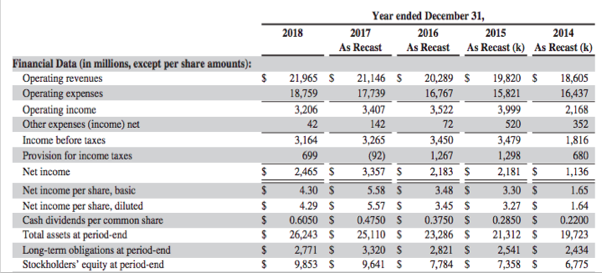 Year ended December 31,
2018 2017 2016 2015 2014
As Recast As Recast As Recast (k) As Recast (k)
Financial Data (in millions, except per share amounts):
Operating revenues $ 21,965 $ 21,146 $ 20,289 $ 19,820 $ 18,605
Operating expenses 18,759 17,739 16,767 15,821 16,437
Operating income 3,206 3,407 3,522 3,999 2,168
Other expenses (income) net 42 142 72 520 352
Income before taxes 3,164 3,265 3,450 3,479 1,816
Provision for income taxes 699 (92) 1,267 1,298 680
Net income $ 2,465 $ 3,357 $ 2,183 $ 2,181 $ 1,136
Net income per share, basic $ 4.30 $ 5.58 $ 3.48 $ 3.30 $ 1.65
Net income per share, diluted $ 4.29 $ 5.57 $ 3.45 $ 3.27 $ 1.64
Cash dividends per common share $ 0.6050 $ 0.4750 $ 0.3750 $ 0.2850 $ 0.2200
Total assets at period-end $ 26,243 $ 25,110 $ 23,286 $ 21,312 $ 19,723
Long-term obligations at period-end $ 2,771 $ 3,320 $ 2,821 $ 2,541 $ 2,434
Stockholders' equity at period-end $ 9,853 $ 9,641 $ 7,784 $ 7,358 $ 6,775